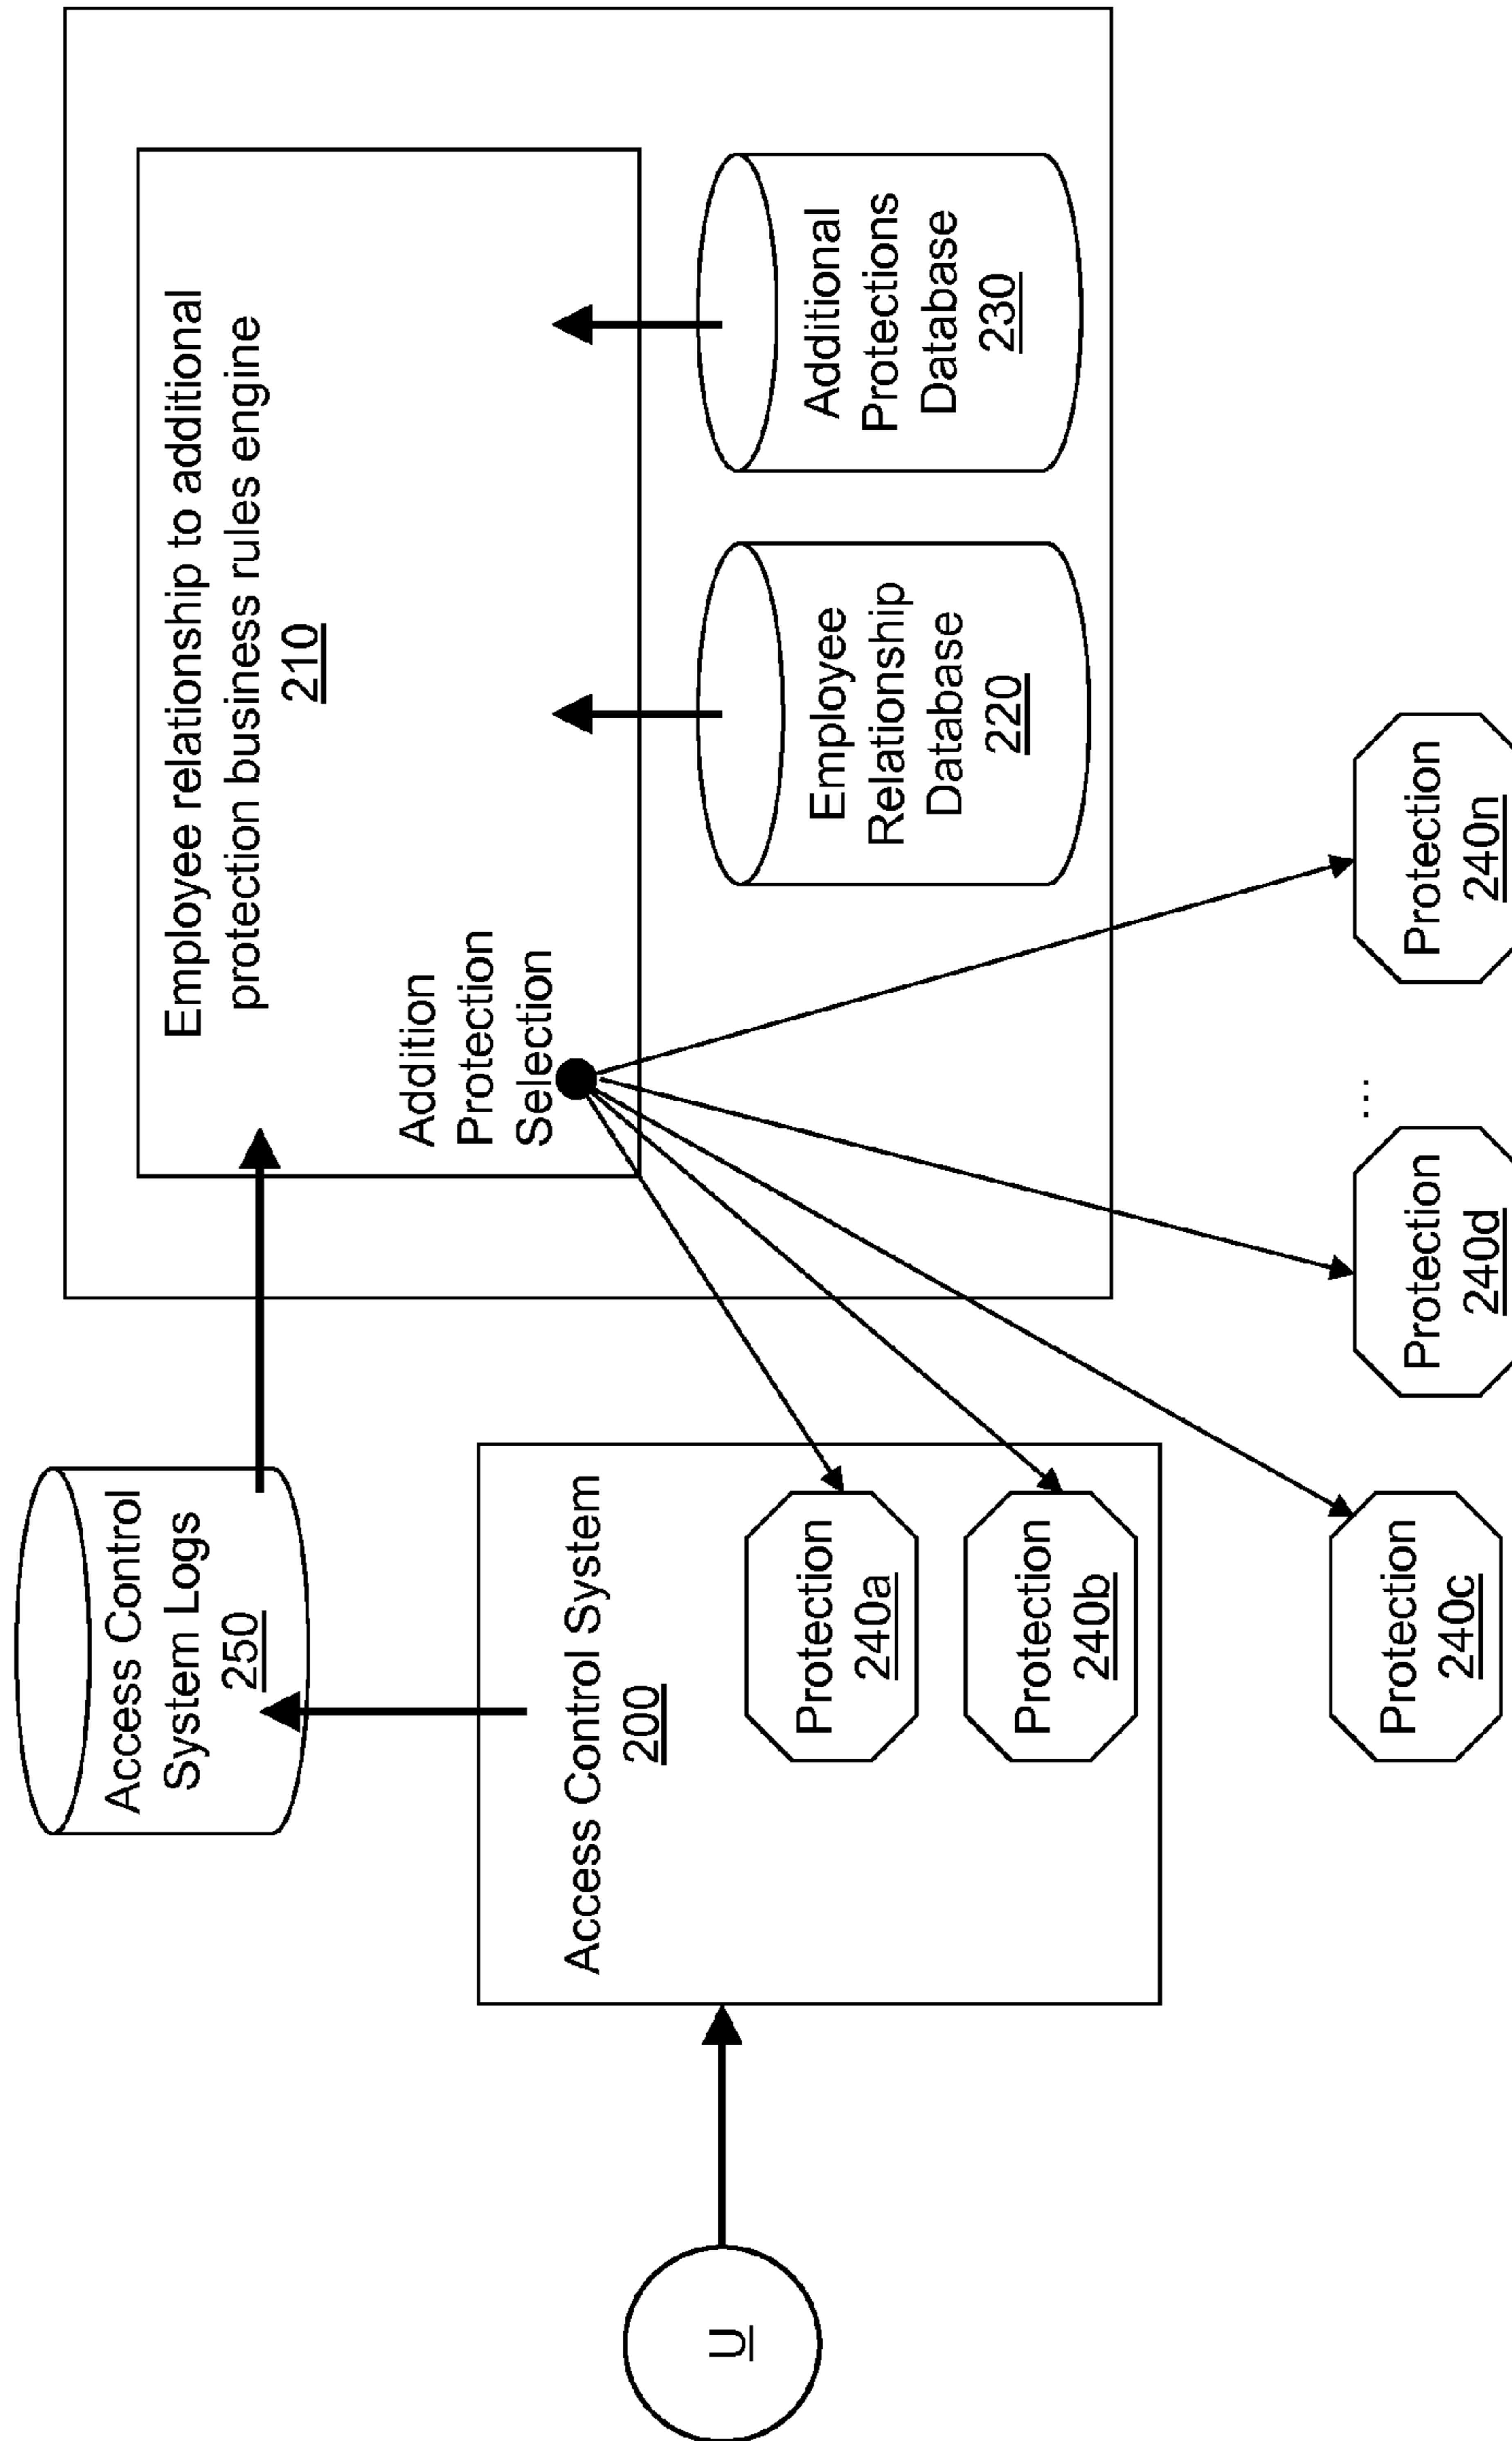 U
Access Control
System Logs
250
Access Control System
200
Protection
240a
Protection
240b
Protection
240c
Employee relationship to additional
protection business rules engine
210
Addition
Protection
Selection
Employee
Relationship
Database
220
Additional
Protections
Database
230
Protection
240d
...
Protection
240n